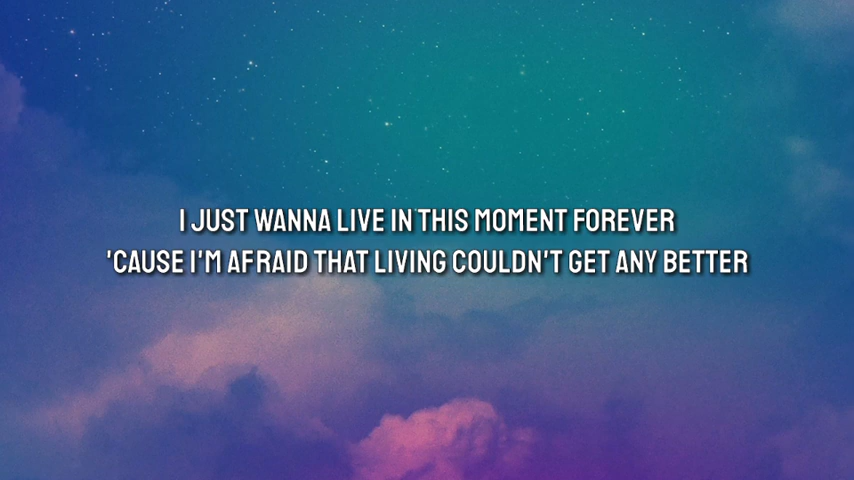 I JUST WANNA LIVE IN THIS MOMENT FOREVER
'CAUSE I'M AFRAID THAT LIVING COULDN'T GET ANY BETTER